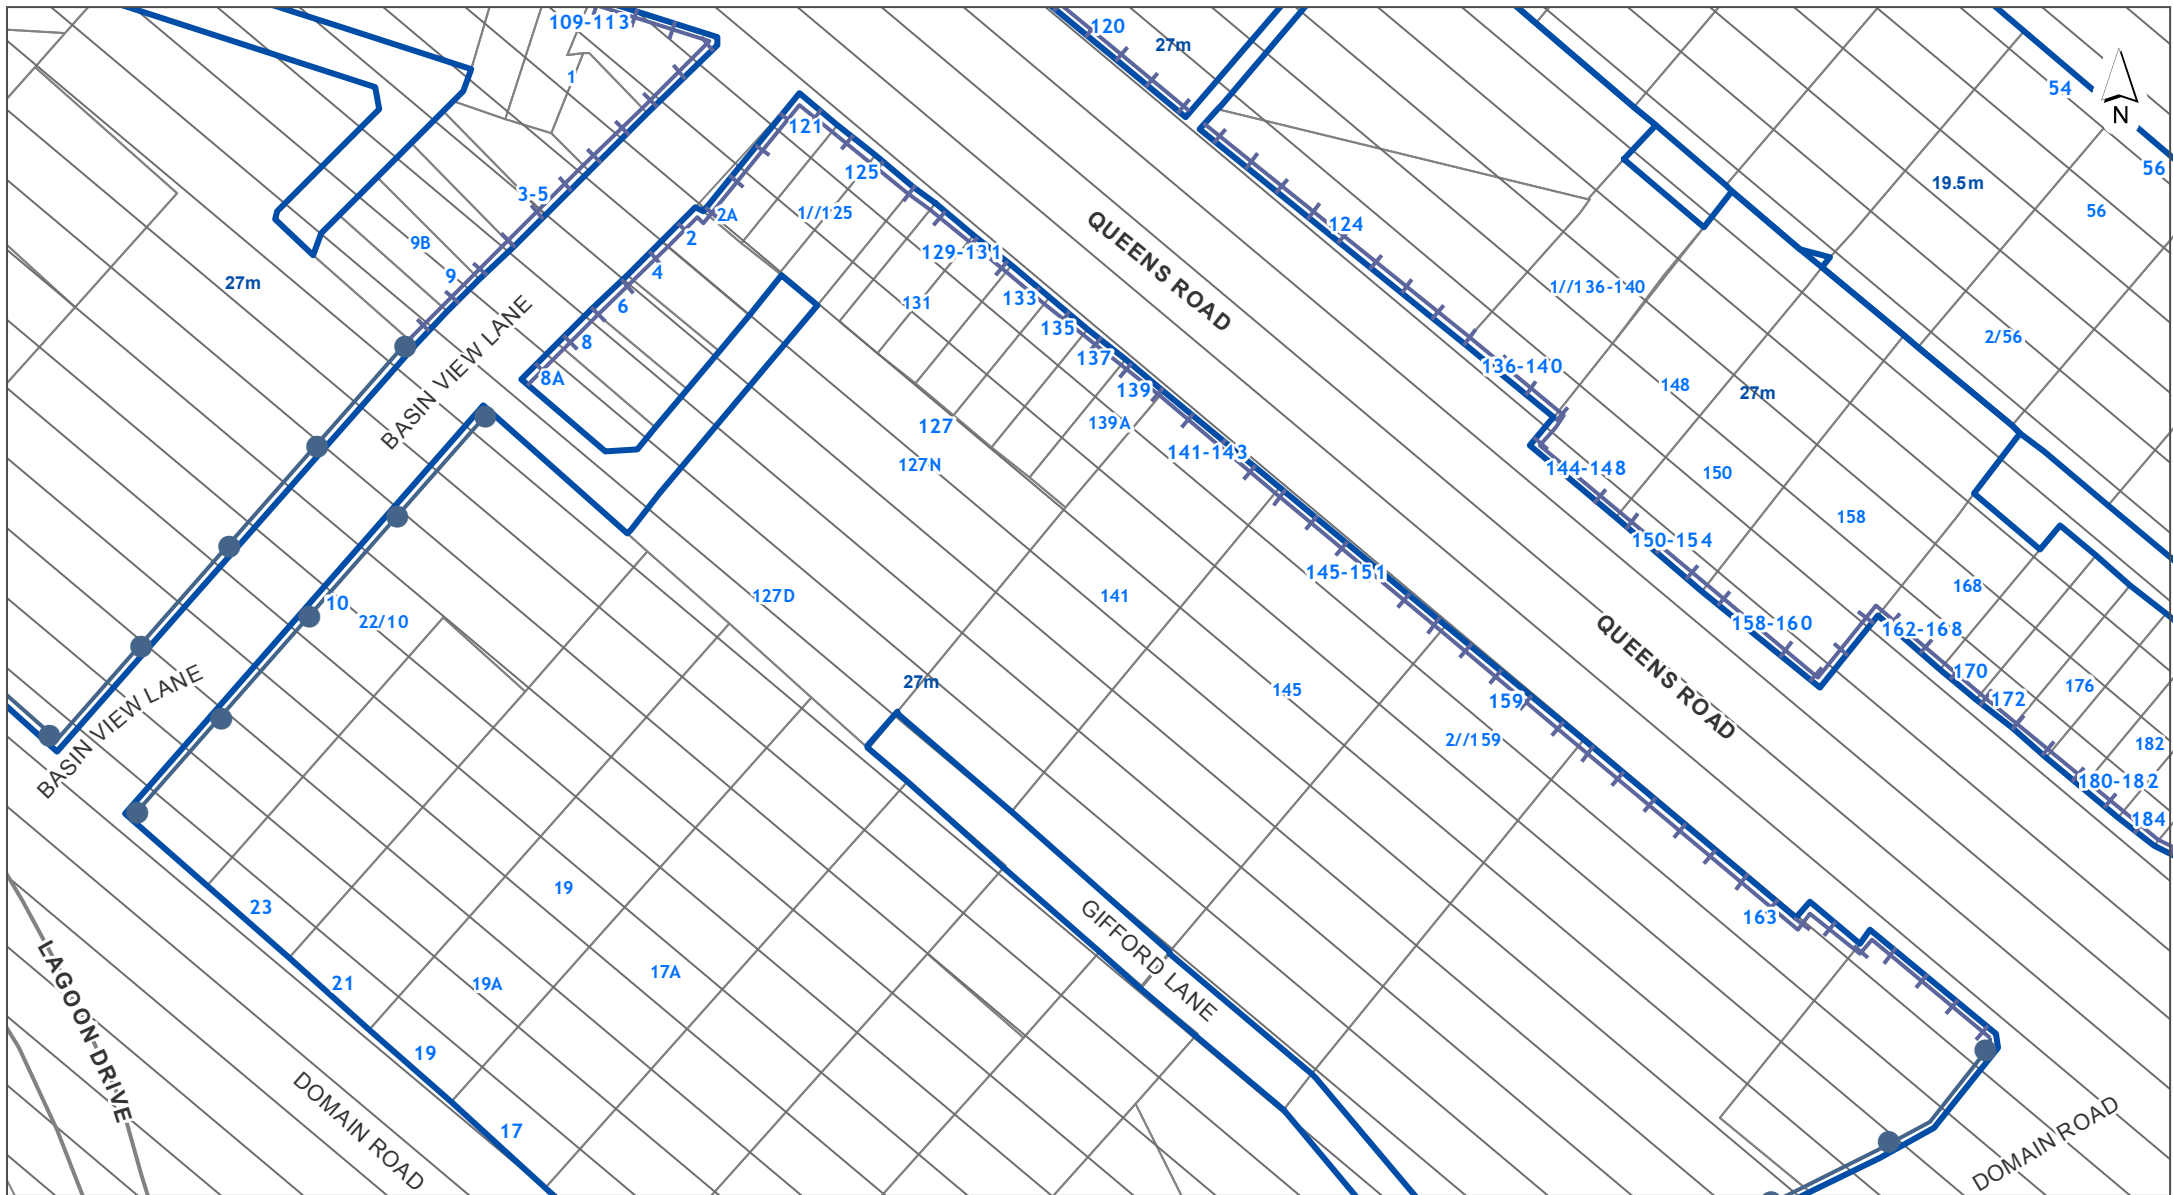 109-113
120
27m
1
54
N
121
56
125
19.5m
3-5
1//125
2A
56
2
124
QUEENS ROAD
9B
129-131
4
9
27m
1//136-140
133
6
131
135
2/56
8
137
136-140
BASIN VIEW LANE
8A
139
148
27m
139A
127
141-143
127N
144-148
150
158
150-154
145-151
168
127D
141
10
22/10
158-160
162-168
QUEENS ROAD
170
27m
176
145
BASIN VIEW LANE
172
159
2//159
182
180-182
184
19
23
163
GIFFORD LANE
17A
21
19A
LAGOON DRIVE
19
DOMAIN ROAD
17
DOMAIN ROAD